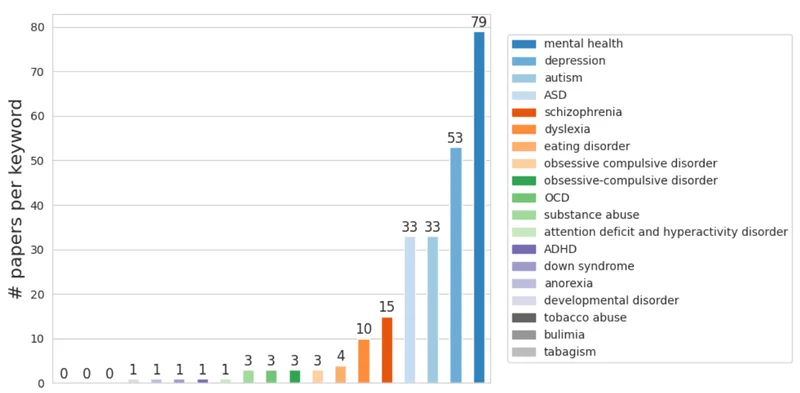 # papers per keyword
80
70
60
50
40
30
20
10
0
0 0 0 1 1 1 1 1 3 3 3 3 4 10 15 33 33 53 79
mental health
depression
autism
ASD
schizophrenia
dyslexia
eating disorder
obsessive compulsive disorder
obsessive-compulsive disorder
OCD
substance abuse
attention deficit and hyperactivity disorder
ADHD
down syndrome
anorexia
developmental disorder
tobacco abuse
bulimia
tabagism